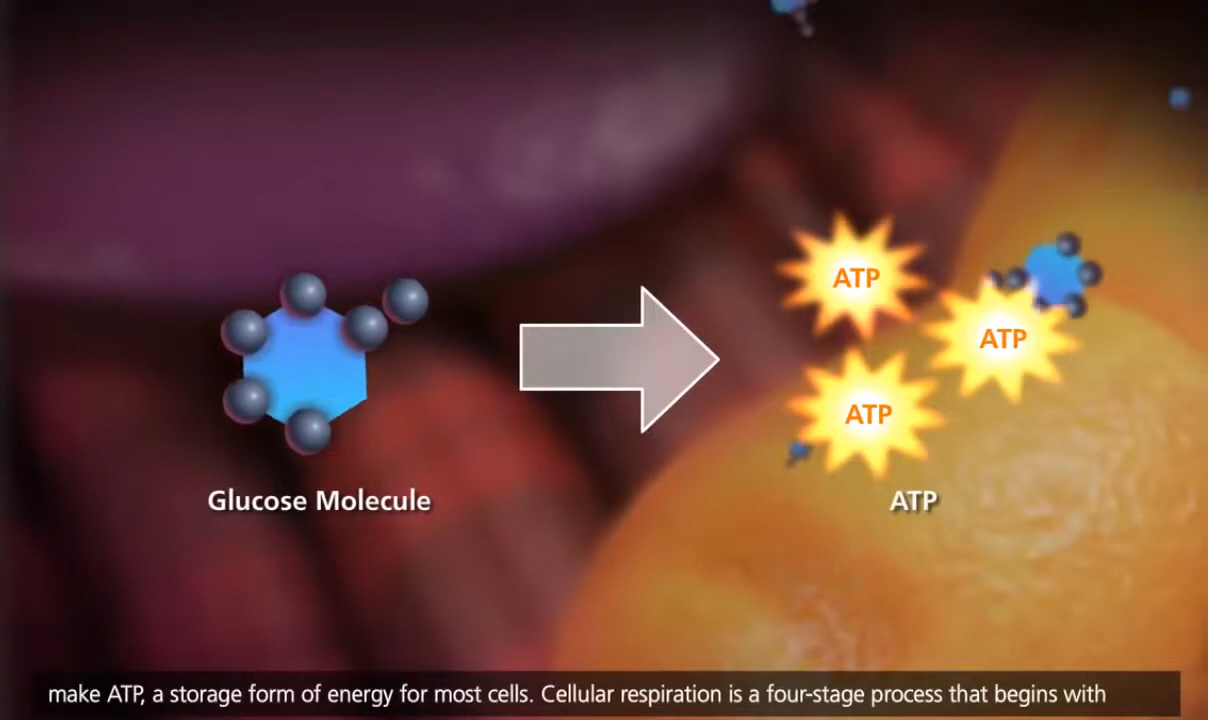 ATP
ATP
ATP
Glucose Molecule
ATP
make ATP, a storage form of energy for most cells. Cellular respiration is a four-stage process that begins with